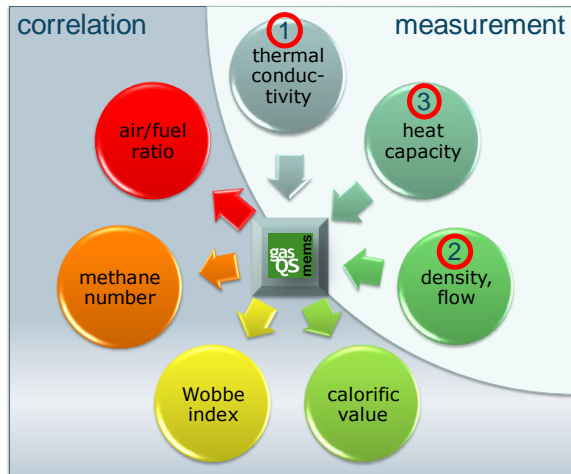 correlation
measurement
1
thermal
conduc-
tivity
3
heat
capacity
air/fuel
ratio
gas
QS
mems
2
density,
flow
methane
number
Wobbe
index
calorific
value